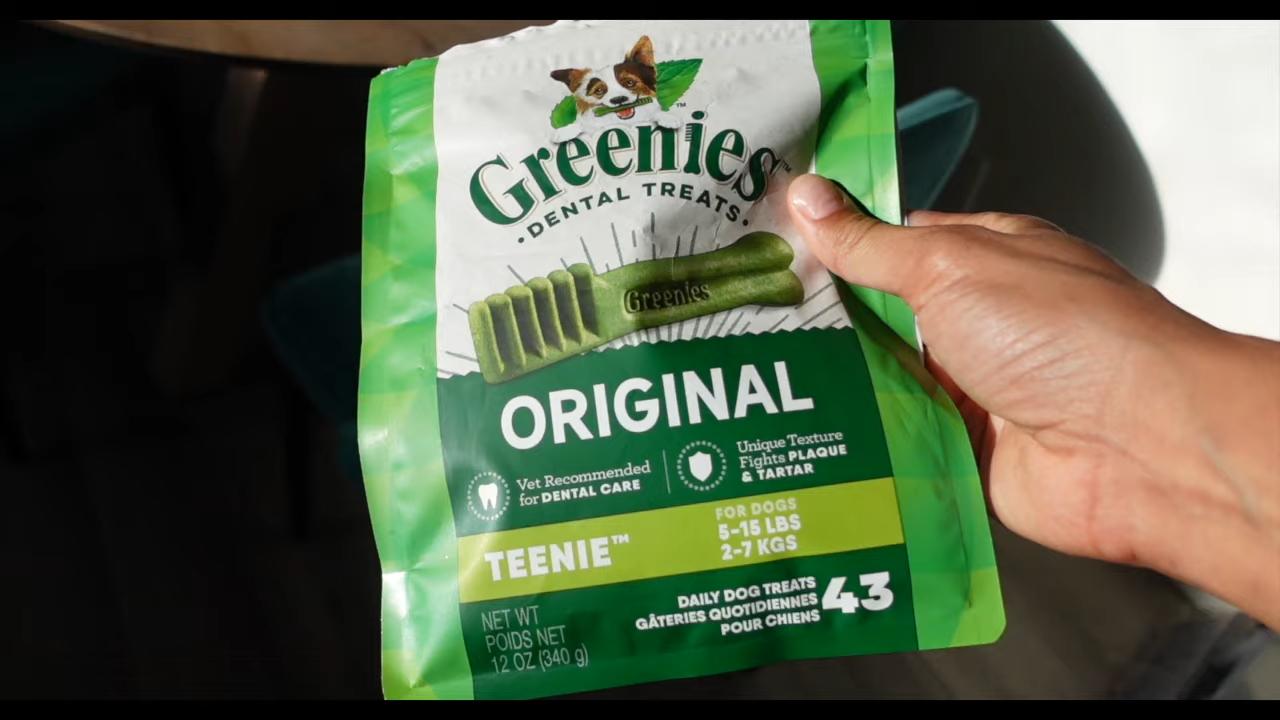 Greenies™
·DENTAL TREATS·
Greenies
ORIGINAL
Vet Recommended
for DENTAL CARE
Unique Texture
Fights PLAQUE
& TARTAR
TEENIE™
FOR DOGS
5-15 LBS
2-7 KGS
NET WT
POIDS NET
12 OZ (340 g)
DAILY DOG TREATS
GÂTERIES QUOTIDIENNES
POUR CHIENS
43